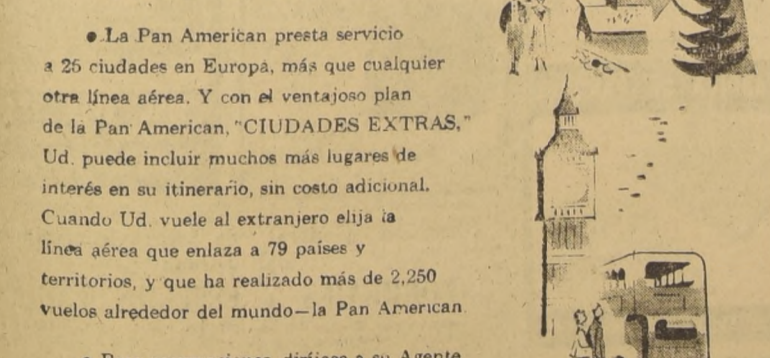 • La Pan American presta servicio
a 25 ciudades en Europa, más que cualquier
otra línea aérea. Y con el ventajoso plan
de la Pan American, "CIUDADES EXTRAS,"
Ud. puede incluir muchos más lugares de
interés en su itinerario, sin costo adicional.
Cuando Ud. vuele al extranjero elija la
línea aérea que enlaza a 79 países y
territorios, y que ha realizado más de 2,250
vuelos alrededor del mundo—la Pan American
diríjase a su Agente